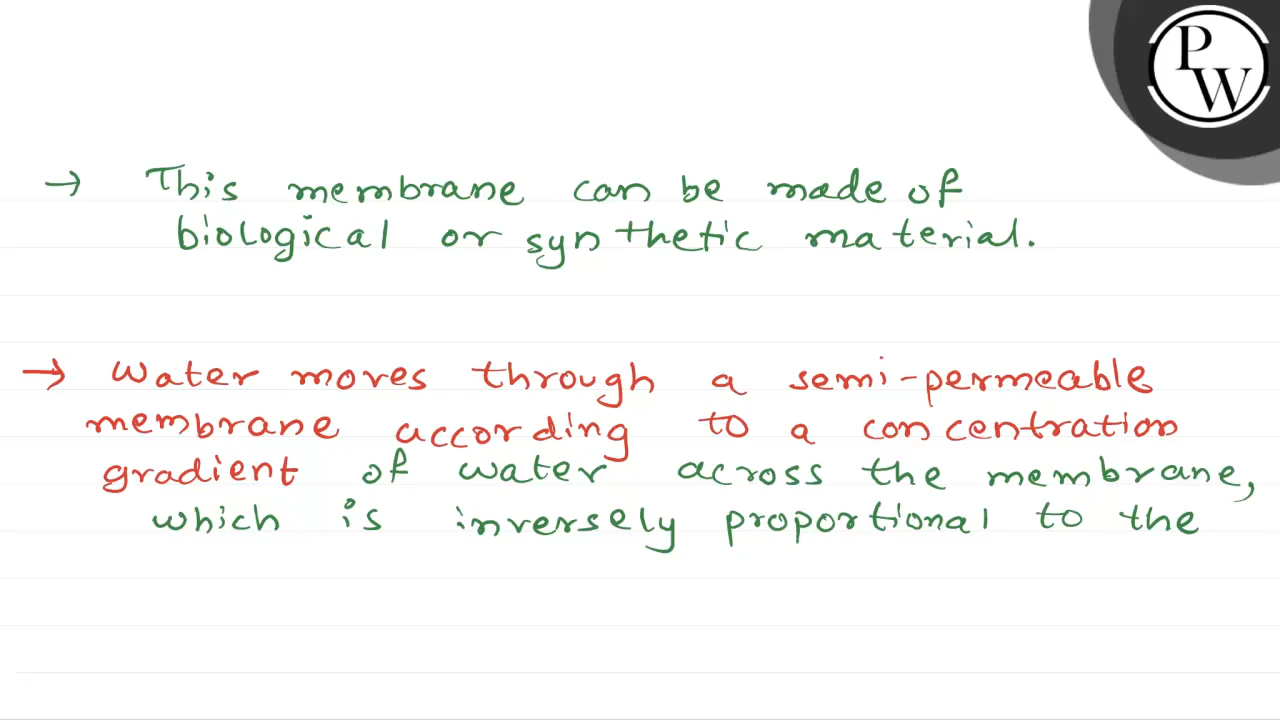 PW
→ This membrane can be made of
biological or synthetic material.
→ Water moves through a semi-permeable
membrane according to a concentration
gradient of water across the membrane,
which is inversely proportional to the